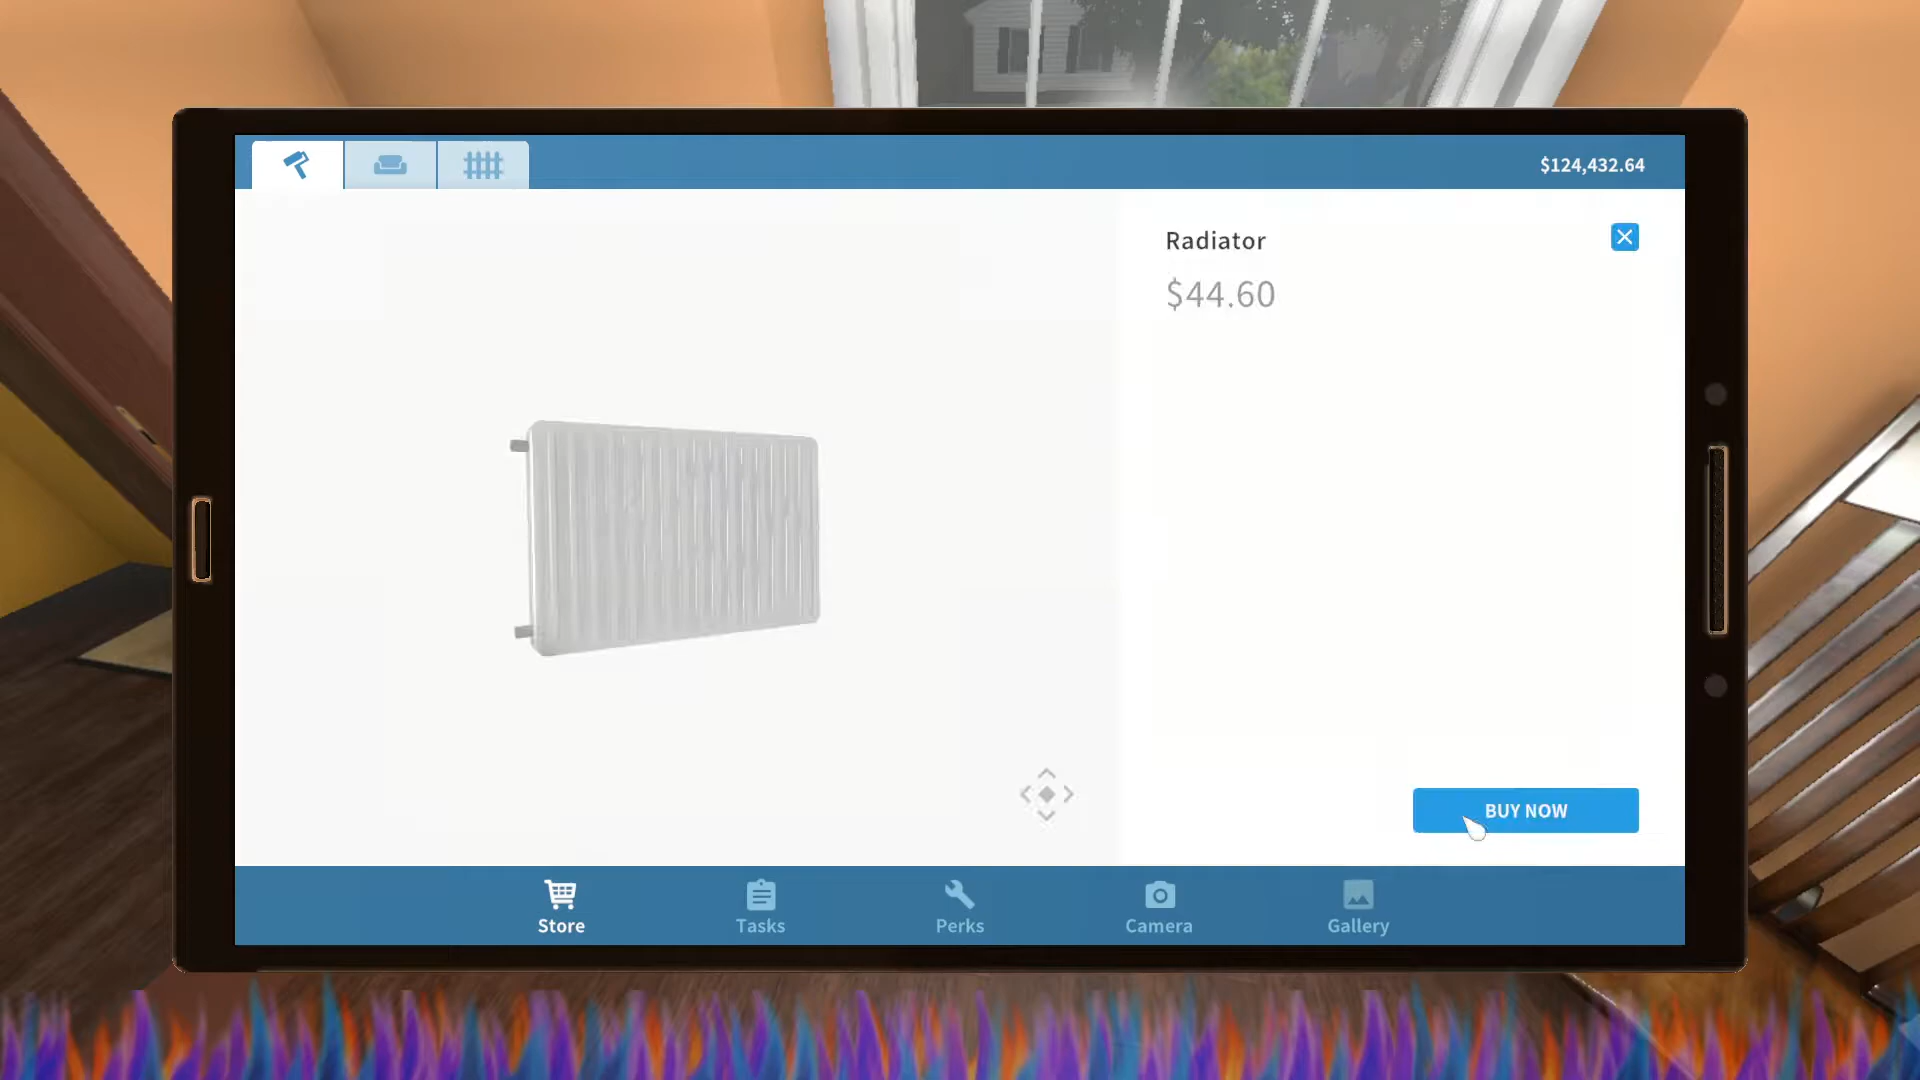 $124,432.64
Radiator
$44.60
BUY NOW
Store
Tasks
Perks
Camera
Gallery